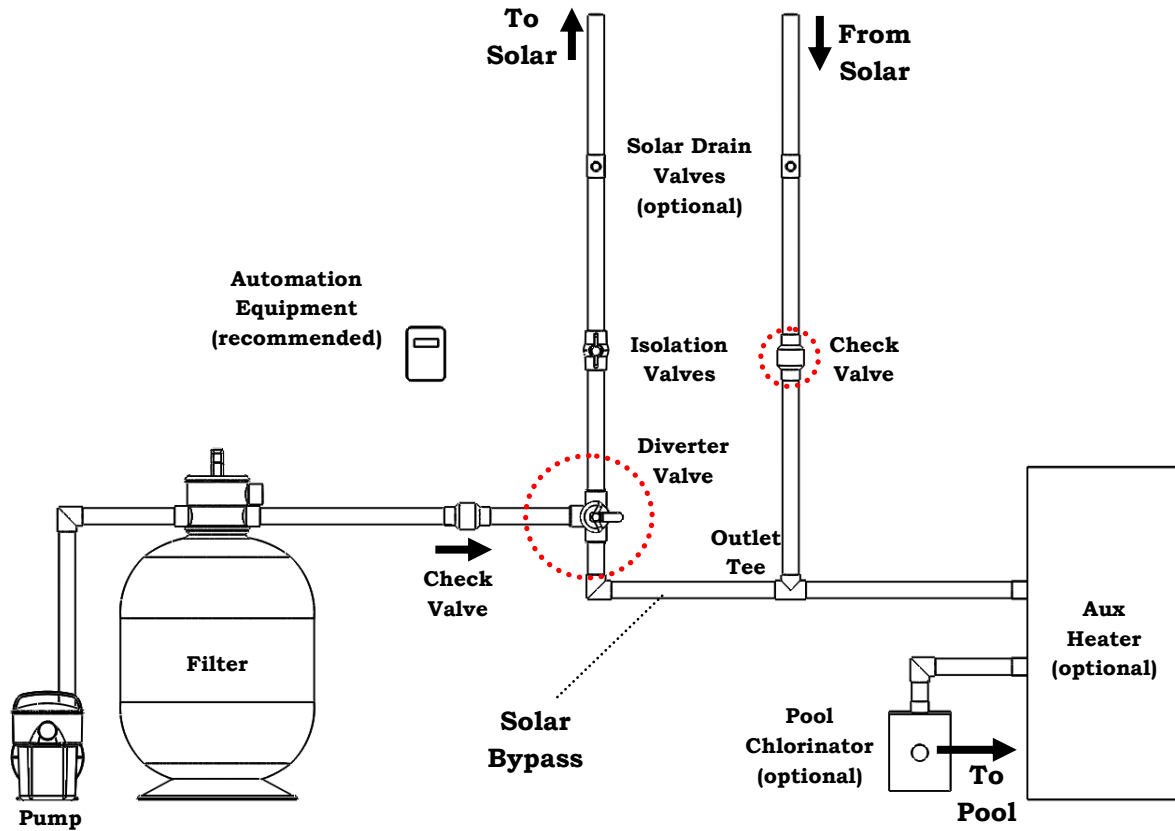 To
Solar
From
Solar
Solar Drain
Valves
(optional)
Automation
Equipment
(recommended)
Isolation
Valves
Check
Valve
Diverter
Valve
Outlet
Tee
Check
Valve
Filter
Aux
Heater
(optional)
Solar
Bypass
Pool
Chlorinator
(optional)
To
Pool
Pump